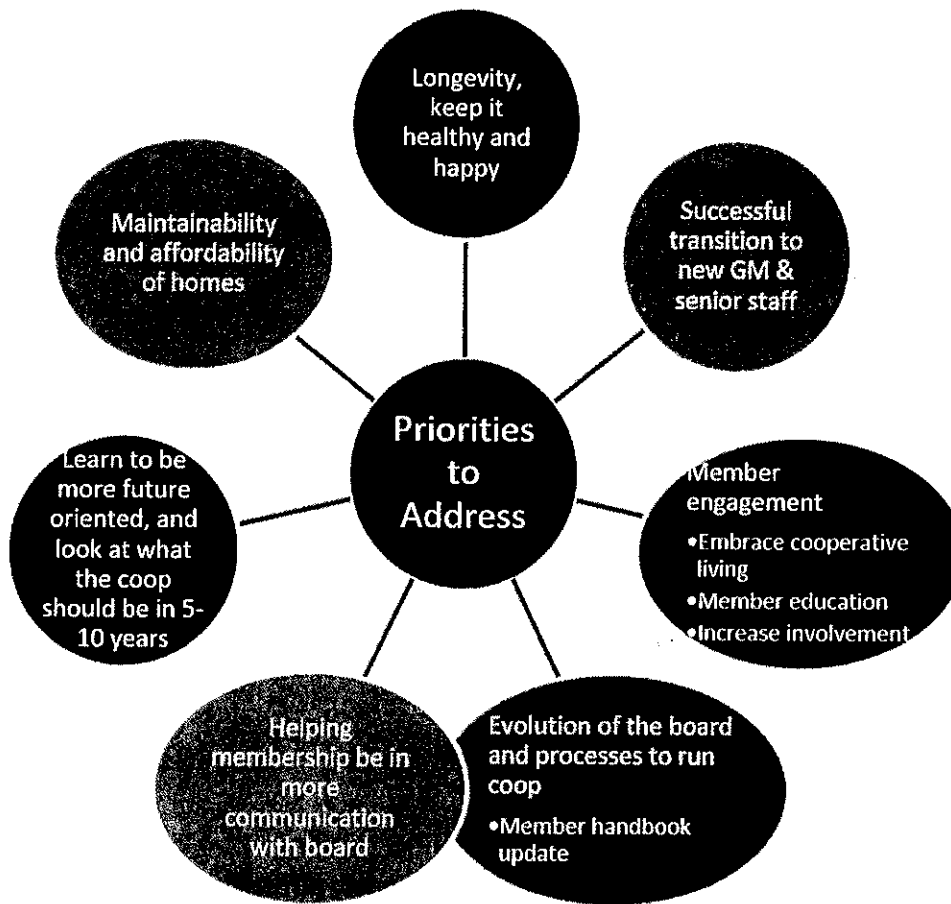 Longevity,
keep it
healthy and
happy
Successful
transition to
new GM &
senior staff
Maintainability
and affordability
of homes
Priorities
to
Address
Member
engagement
•Embrace cooperative
living
•Member education
•Increase involvement
Learn to be
more future
oriented, and
look at what
the coop
should be in 5-
10 years
Helping
membership be in
more
communication
with board
Evolution of the board
and processes to run
coop
•Member handbook
update